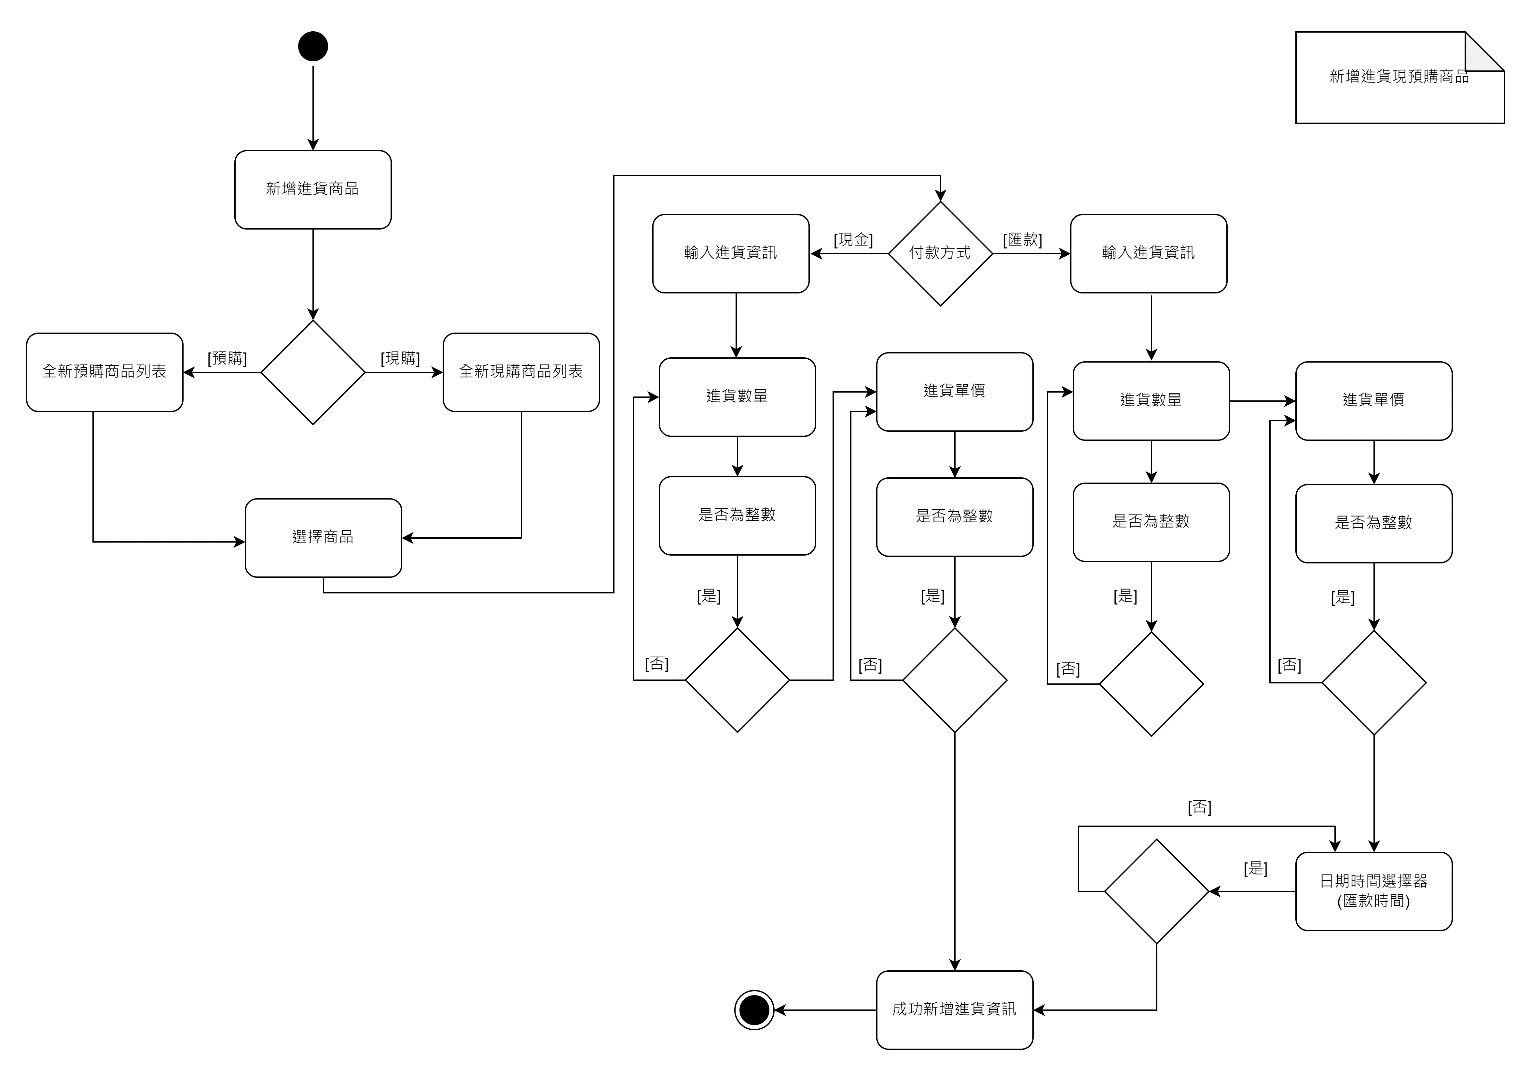 新增進貨現預購商品
新增進貨商品
[預購]
[現購]
全新預購商品列表
全新現購商品列表
選擇商品
付款方式
[現金]
[匯款]
輸入進貨資訊
輸入進貨資訊
進貨數量
進貨單價
進貨數量
進貨單價
是否為整數
是否為整數
是否為整數
是否為整數
[是]
[是]
[是]
[是]
[否]
[否]
[否]
[否]
[否]
[是]
日期時間選擇器
(匯款時間)
成功新增進貨資訊